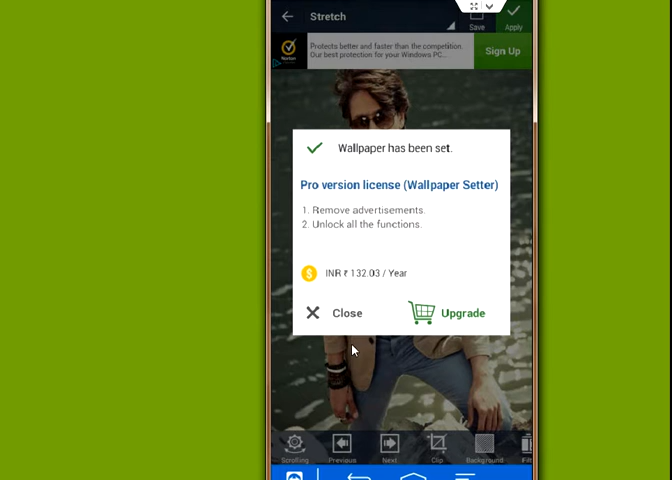 Stretch
Save
Apply
Norton
Protects better and faster than the competition.
Our best protection for your Windows PC...
Sign Up
Wallpaper has been set.
Pro version license (Wallpaper Setter)
1. Remove advertisements.
2. Unlock all the functions.
$
INR ₹ 132.03 / Year
Close
Upgrade
Scrolling
Previous
Next
Clip
Background
Filt